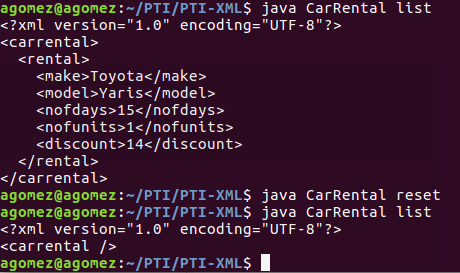 agomez@agomez:~/PTI/PTI-XML$ java CarRental list
<?xml version="1.0" encoding="UTF-8"?>
<carrental>
  <rental>
    <make>Toyota</make>
    <model>Yaris</model>
    <nofdays>15</nofdays>
    <nofunits>1</nofunits>
    <discount>14</discount>
  </rental>
</carrental>
agomez@agomez:~/PTI/PTI-XML$ java CarRental reset
agomez@agomez:~/PTI/PTI-XML$ java CarRental list
<?xml version="1.0" encoding="UTF-8"?>
<carrental />
agomez@agomez:~/PTI/PTI-XML$